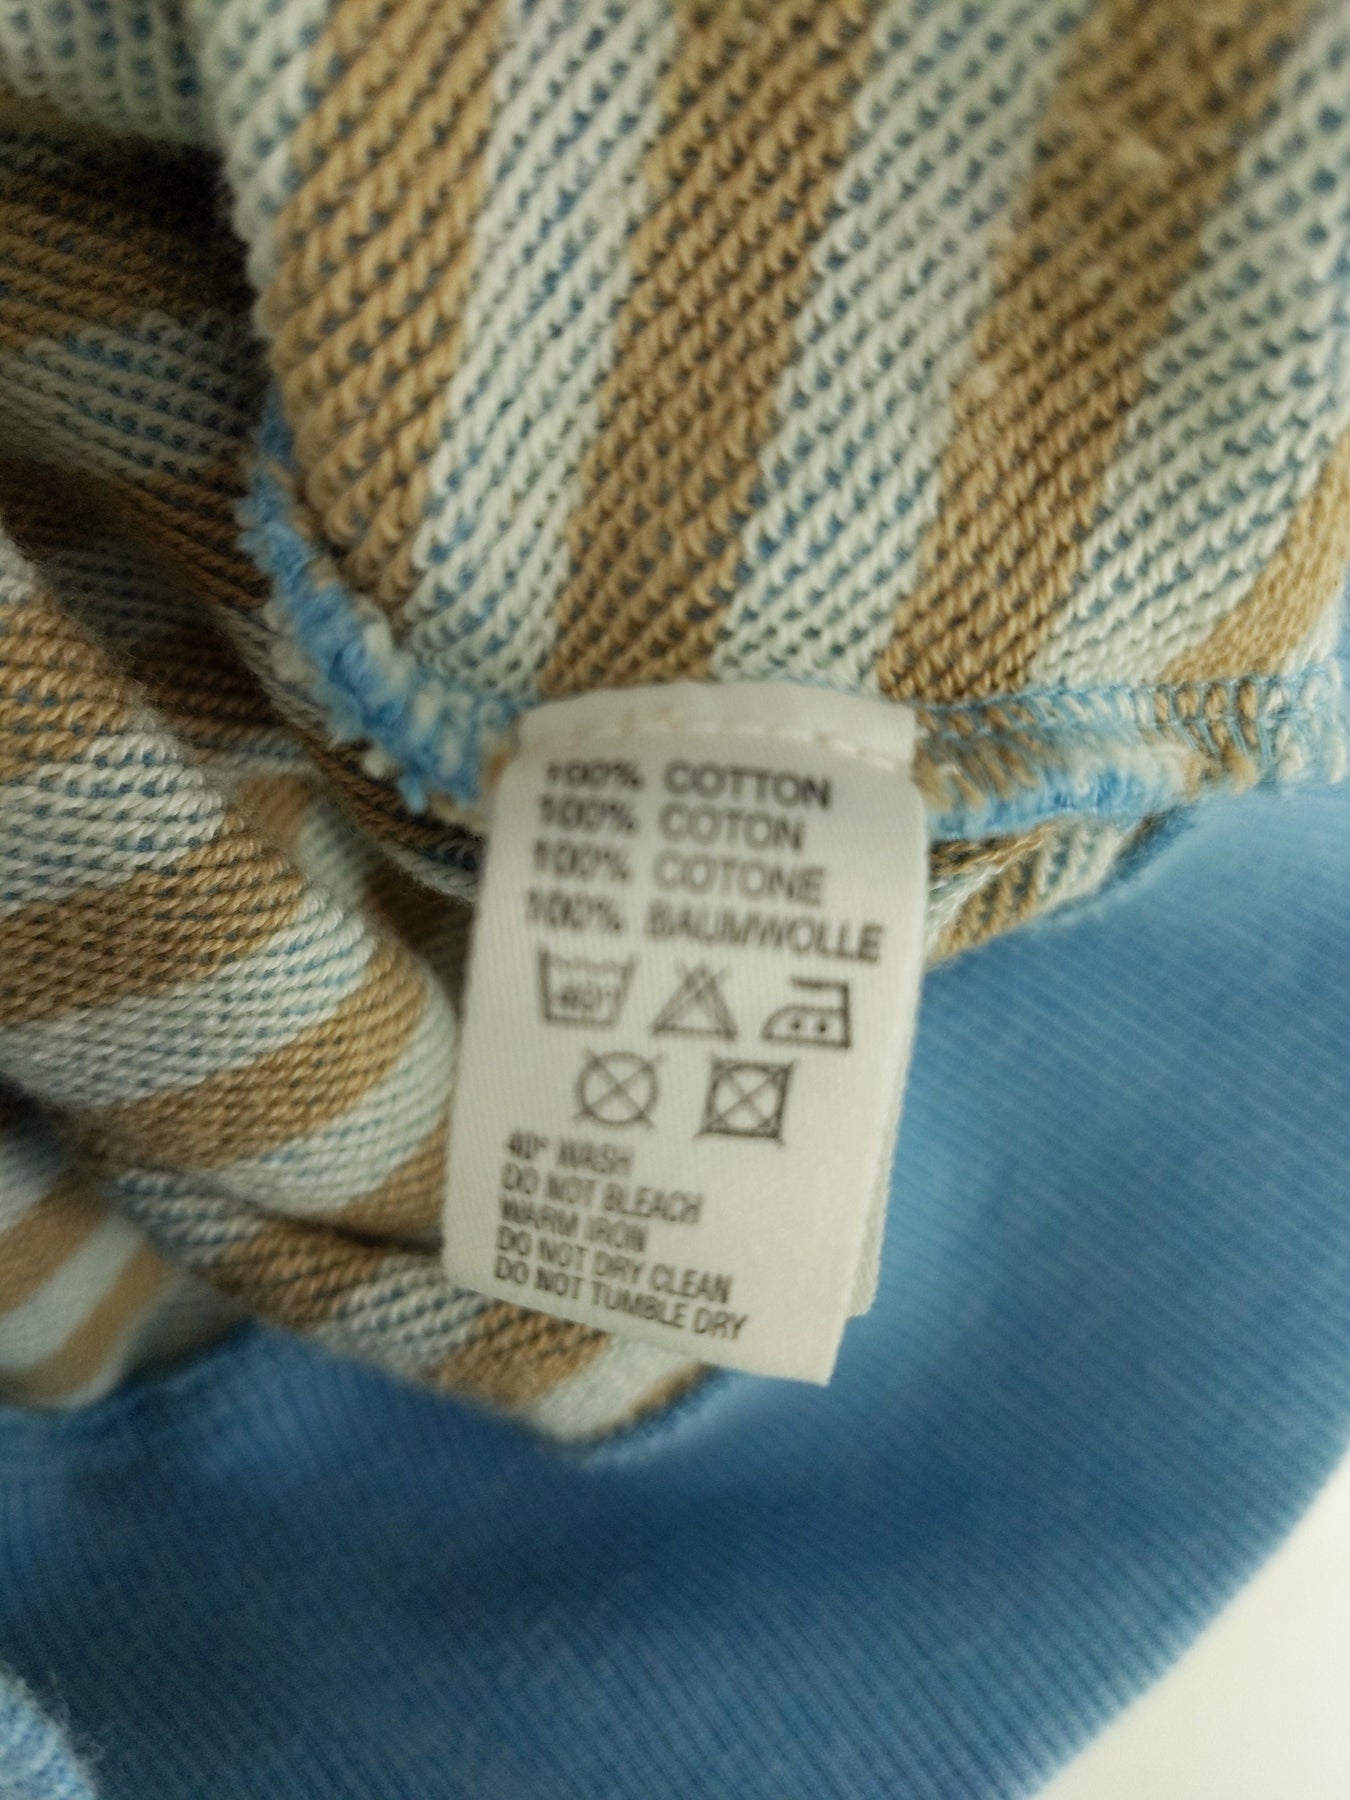 100% COTTON
100% COTON
100% COTONE
100% BAUMWOLLE
40°
40° WASH
DO NOT BLEACH
WARM IRON
DO NOT DRY CLEAN
DO NOT TUMBLE DRY